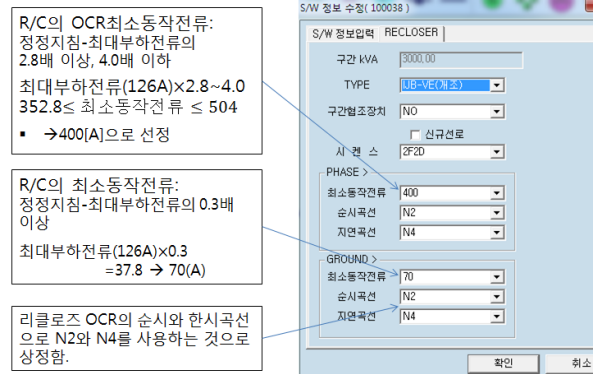 R/C의 OCR최소동작전류:
정정지침-최대부하전류의
2.8배 이상, 4.0배 이하
최대부하전류(126A)×2.8~4.0
352.8≤ 최소동작전류 ≤ 504
▪ →400[A]으로 선정
R/C의 최소동작전류:
정정지침-최대부하전류의 0.3배
이상
최대부하전류(126A)×0.3
=37.8 → 70(A)
리클로즈 OCR의 순시와 한시곡선
으로 N2와 N4를 사용하는 것으로
상정함.
S/W 정보 수정( 100038 )
S/W 정보입력 RECLOSER
구간 kVA 3000,00
TYPE IJB-VE(개조)
구간협조장치 NO
신규선로
시 켄 스 2F2D
PHASE >
최소동작전류 400
순시곡선 N2
지연곡선 N4
GROUND >
최소동작전류 70
순시곡선 N2
지연곡선 N4
확인 취소